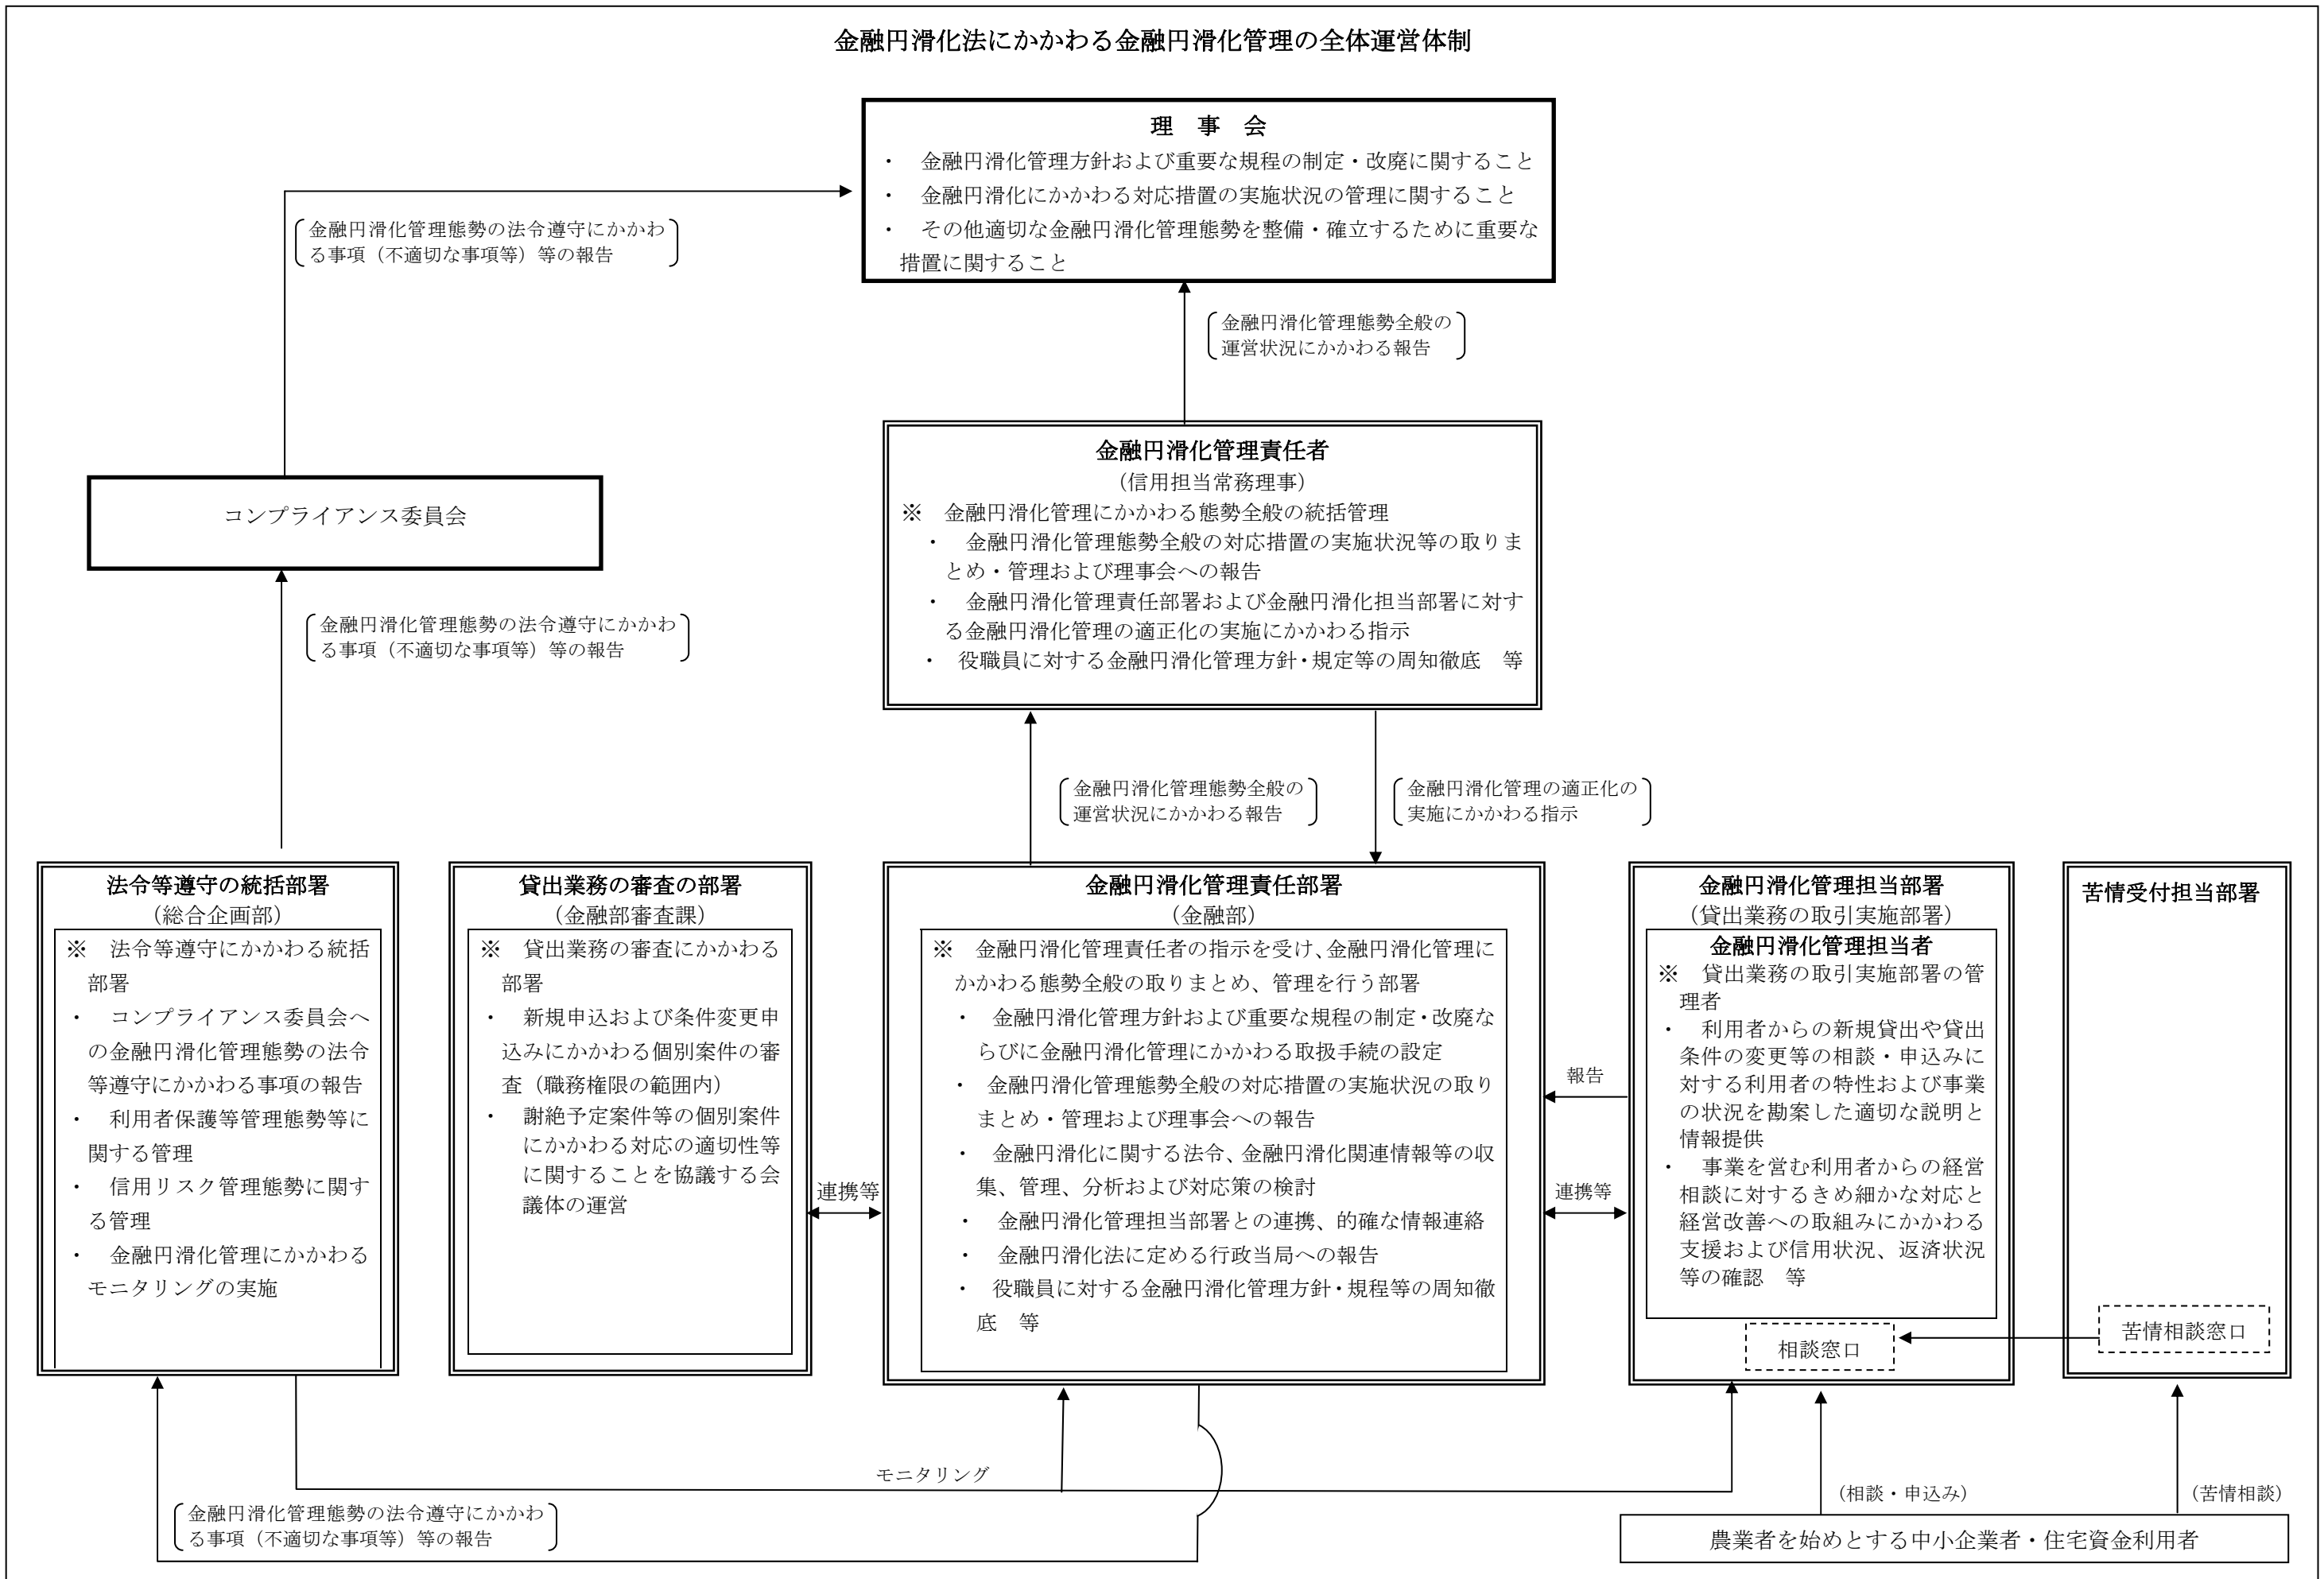 金融円滑化法にかかわる金融円滑化管理の全体運営体制
理　事　会
・　金融円滑化管理方針および重要な規程の制定・改廃に関すること
・　金融円滑化にかかわる対応措置の実施状況の管理に関すること
・　その他適切な金融円滑化管理態勢を整備・確立するために重要な
措置に関すること
金融円滑化管理態勢の法令遵守にかかわ
る事項（不適切な事項等）等の報告
金融円滑化管理態勢全般の
運営状況にかかわる報告
コンプライアンス委員会
金融円滑化管理責任者
（信用担当常務理事）
※　金融円滑化管理にかかわる態勢全般の統括管理
・　金融円滑化管理態勢全般の対応措置の実施状況等の取りま
とめ・管理および理事会への報告
・　金融円滑化管理責任部署および金融円滑化担当部署に対す
る金融円滑化管理の適正化の実施にかかわる指示
・　役職員に対する金融円滑化管理方針・規定等の周知徹底　等
金融円滑化管理態勢の法令遵守にかかわ
る事項（不適切な事項等）等の報告
金融円滑化管理態勢全般の
運営状況にかかわる報告
金融円滑化管理の適正化の
実施にかかわる指示
法令等遵守の統括部署
（総合企画部）
※　法令等遵守にかかわる統括
部署
・　コンプライアンス委員会へ
の金融円滑化管理態勢の法令
等遵守にかかわる事項の報告
・　利用者保護等管理態勢等に
関する管理
・　信用リスク管理態勢に関す
る管理
・　金融円滑化管理にかかわる
モニタリングの実施
貸出業務の審査の部署
（金融部審査課）
※　貸出業務の審査にかかわる
部署
・　新規申込および条件変更申
込みにかかわる個別案件の審
査（職務権限の範囲内）
・　謝絶予定案件等の個別案件
にかかわる対応の適切性等
に関することを協議する会
議体の運営
連携等
金融円滑化管理責任部署
（金融部）
※　金融円滑化管理責任者の指示を受け、金融円滑化管理に
かかわる態勢全般の取りまとめ、管理を行う部署
・　金融円滑化管理方針および重要な規程の制定・改廃な
らびに金融円滑化管理にかかわる取扱手続の設定
・　金融円滑化管理態勢全般の対応措置の実施状況の取り
まとめ・管理および理事会への報告
・　金融円滑化に関する法令、金融円滑化関連情報等の収
集、管理、分析および対応策の検討
・　金融円滑化管理担当部署との連携、的確な情報連絡
・　金融円滑化法に定める行政当局への報告
・　役職員に対する金融円滑化管理方針・規程等の周知徹
底　等
報告
連携等
金融円滑化管理担当部署
（貸出業務の取引実施部署）
金融円滑化管理担当者
※　貸出業務の取引実施部署の管
理者
・　利用者からの新規貸出や貸出
条件の変更等の相談・申込みに
対する利用者の特性および事業
の状況を勘案した適切な説明と
情報提供
・　事業を営む利用者からの経営
相談に対するきめ細かな対応と
経営改善への取組みにかかわる
支援および信用状況、返済状況
等の確認　等
相談窓口
苦情受付担当部署
苦情相談窓口
モニタリング
金融円滑化管理態勢の法令遵守にかかわ
る事項（不適切な事項等）等の報告
（相談・申込み）
（苦情相談）
農業者を始めとする中小企業者・住宅資金利用者